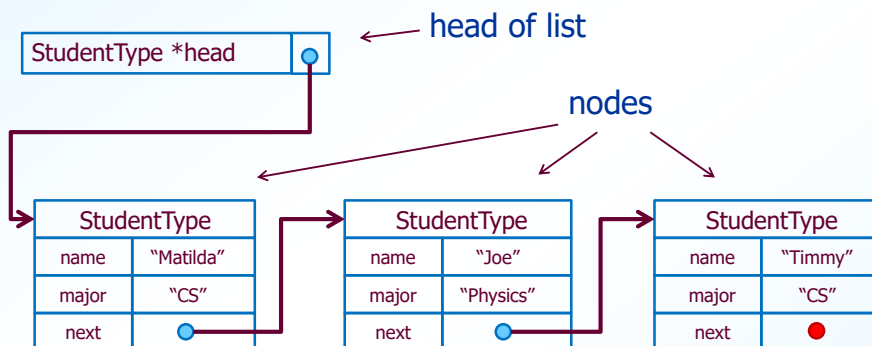 head of list
StudentType *head
nodes
StudentType StudentType StudentType
name “Matilda” name “Joe” name “Timmy”
major “CS” major “Physics” major “CS”
next next next